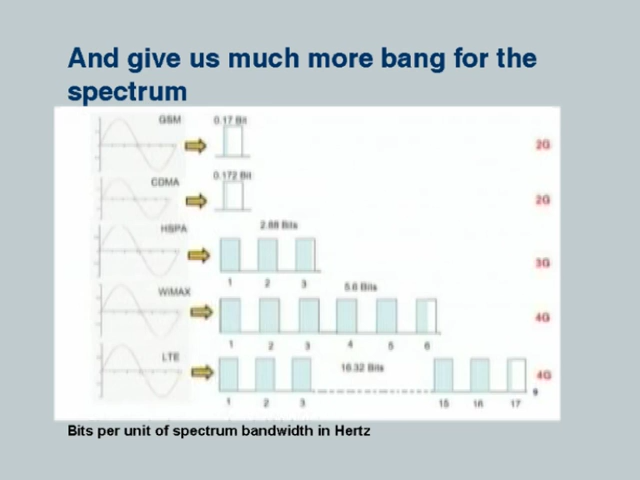 And give us much more bang for the
spectrum
GSM 0.17 Bit 2G
CDMA 0.172 Bit 2G
HSPA 2.88 Bits 3G
1 2 3
WiMAX 5.6 Bits 4G
1 2 3 4 5 6
LTE 16.32 Bits 4G
1 2 3 15 16 17
9
Bits per unit of spectrum bandwidth in Hertz